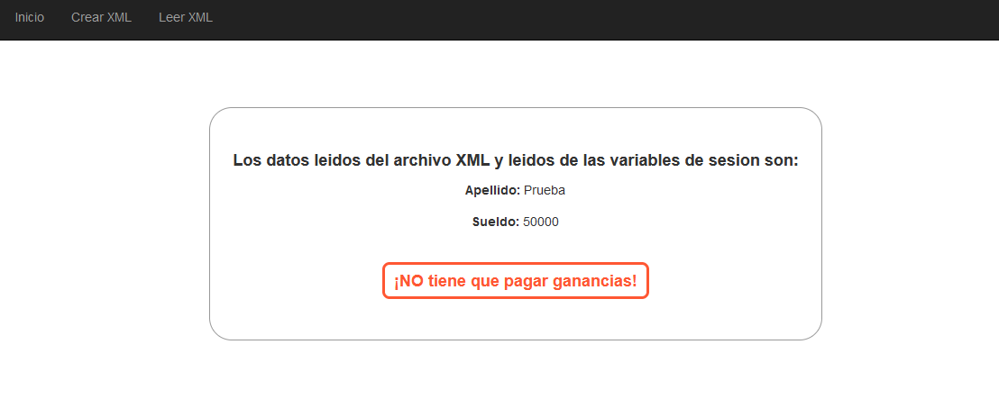 Inicio Crear XML Leer XML
Los datos leidos del archivo XML y leidos de las variables de sesion son:
Apellido: Prueba
Sueldo: 50000
¡NO tiene que pagar ganancias!